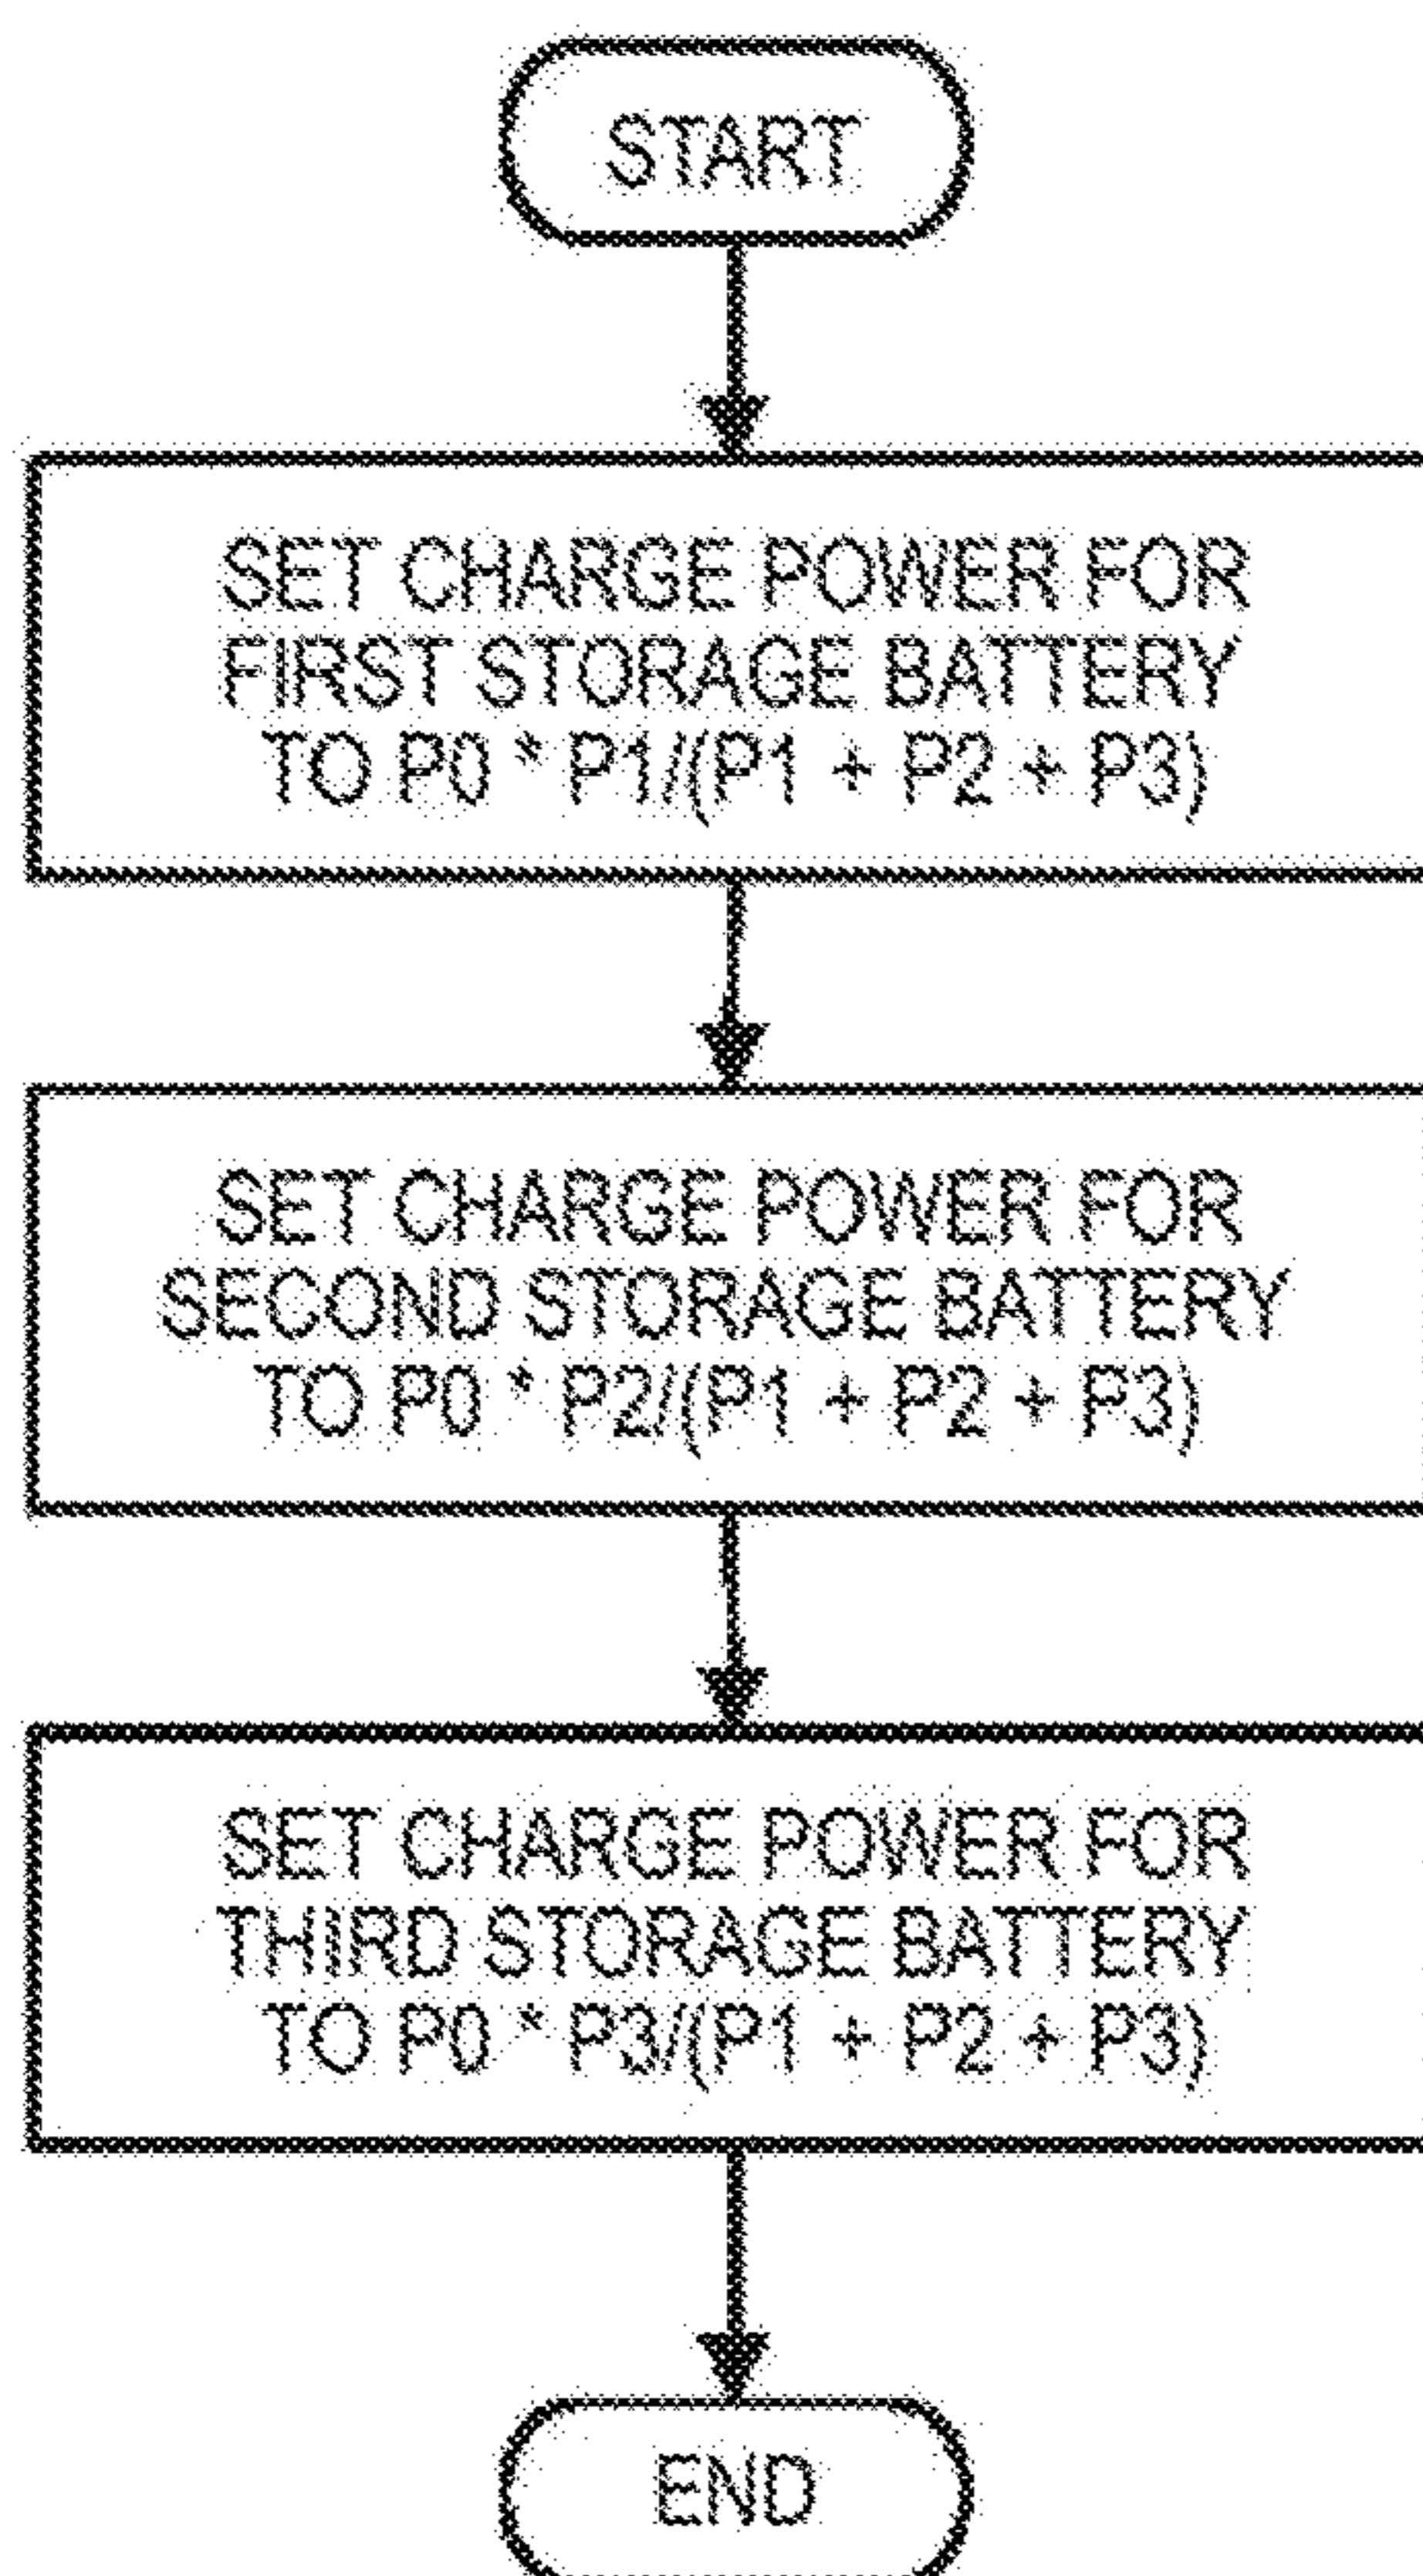 START
SET CHARGE POWER FOR
FIRST STORAGE BATTERY
TO P0 * P1/(P1 + P2 + P3)
SET CHARGE POWER FOR
SECOND STORAGE BATTERY
TO P0 * P2/(P1 + P2 + P3)
SET CHARGE POWER FOR
THIRD STORAGE BATTERY
TO P0 * P3/(P1 + P2 + P3)
END